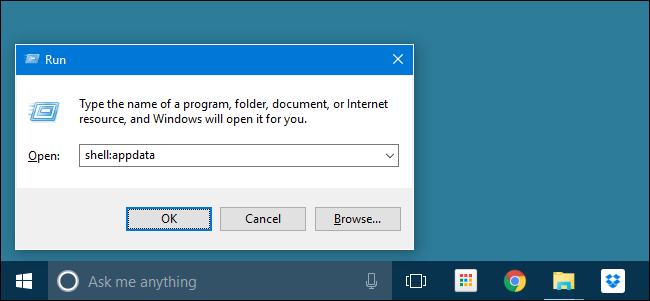 Run
Type the name of a program, folder, document, or Internet
resource, and Windows will open it for you.
Open: shell:appdata
OK Cancel Browse...
Ask me anything